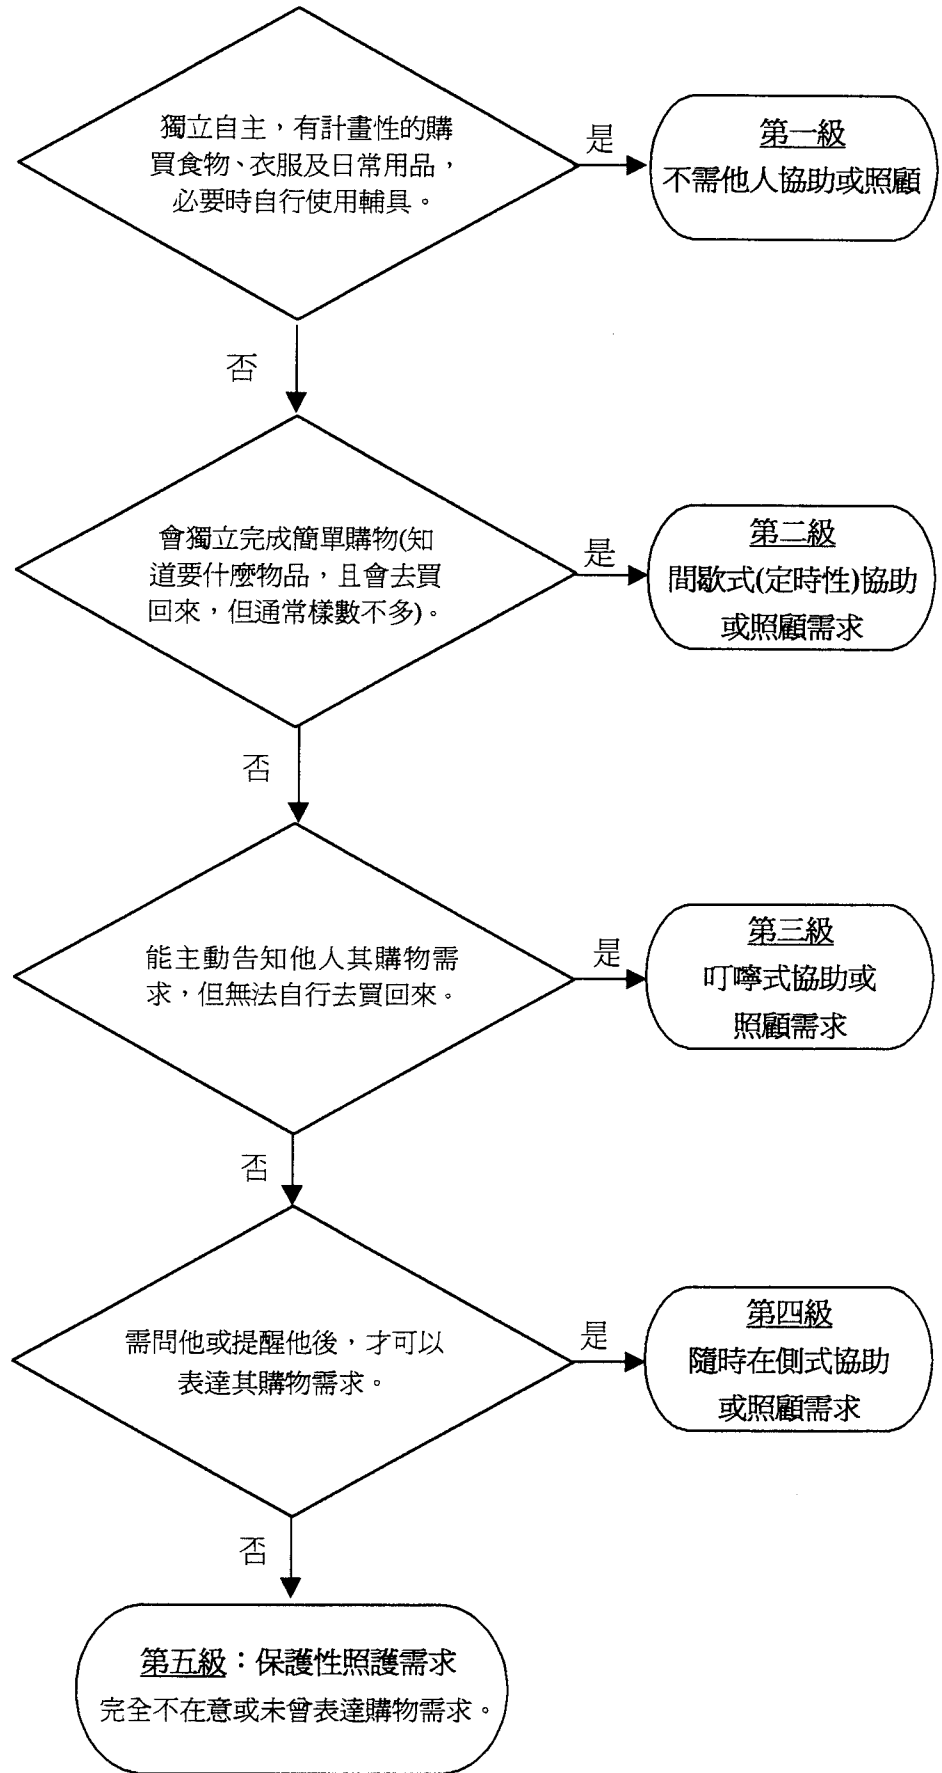 獨立自主，有計畫性的購
買食物、衣服及日常用品，
必要時自行使用輔具。
是
第一級
不需他人協助或照顧
否
會獨立完成簡單購物(知
道要什麼物品，且會去買
回來，但通常樣數不多)。
是
第二級
間歇式(定時性)協助
或照顧需求
否
能主動告知他人其購物需
求，但無法自行去買回來。
是
第三級
叮嚀式協助或
照顧需求
否
需問他或提醒他後，才可以
表達其購物需求。
是
第四級
隨時在側式協助
或照顧需求
否
第五級：保護性照護需求
完全不在意或未曾表達購物需求。